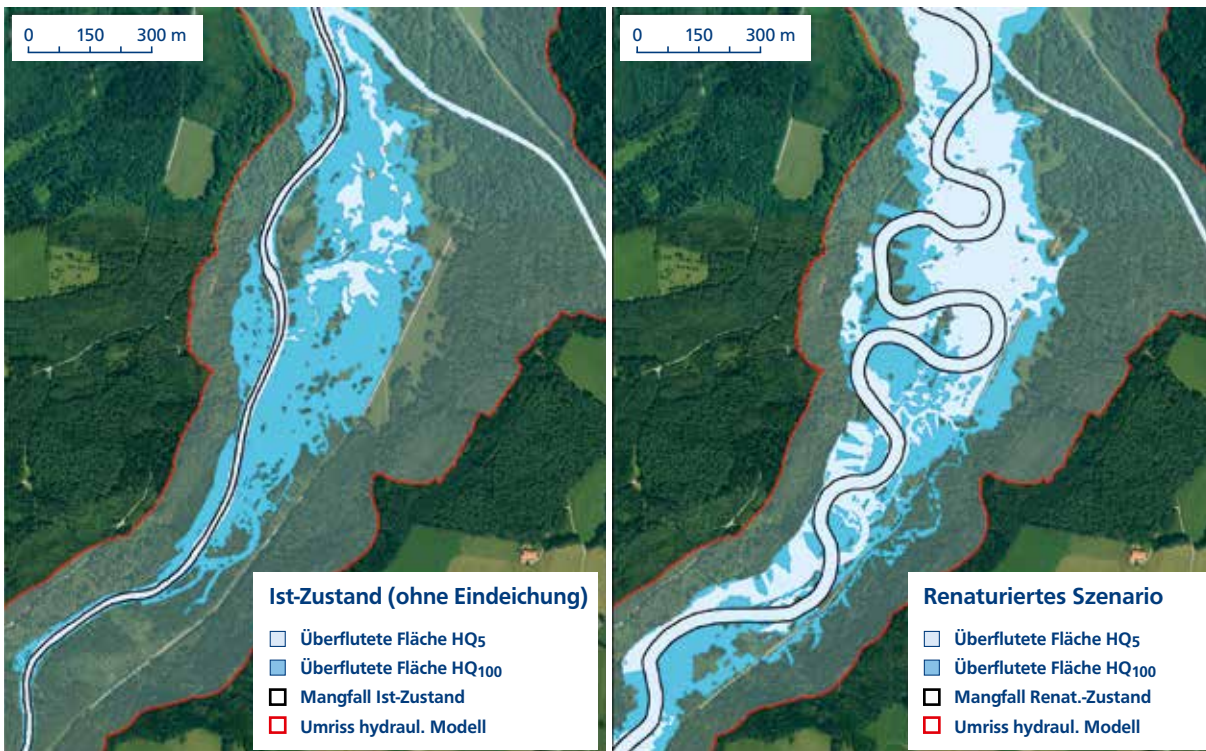 0 150 300 m
Ist-Zustand (ohne Eindeichung)
Überflutete Fläche HQ5
Überflutete Fläche HQ100
Mangfall Ist-Zustand
Umriss hydraul. Modell
0 150 300 m
Renaturiertes Szenario
Überflutete Fläche HQ5
Überflutete Fläche HQ100
Mangfall Renat.-Zustand
Umriss hydraul. Modell